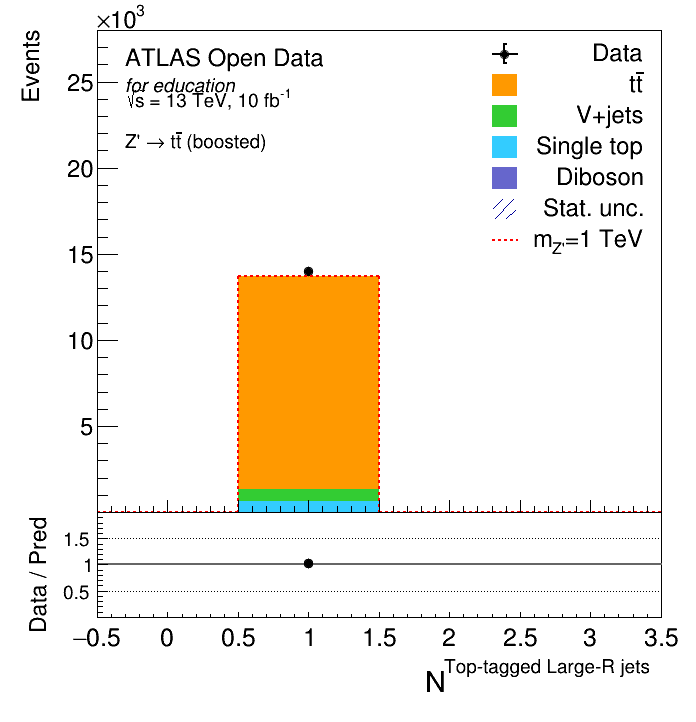 ×10³
Events
25
20
15
10
5
ATLAS Open Data
for education
√s = 13 TeV, 10 fb⁻¹
Z' → tt̄ (boosted)
Data
tt̄
V+jets
Single top
Diboson
Stat. unc.
m_Z'=1 TeV
Data / Pred
1.5
1
0.5
−0.5 0 0.5 1 1.5 2 2.5 3 3.5
N^Top-tagged Large-R jets